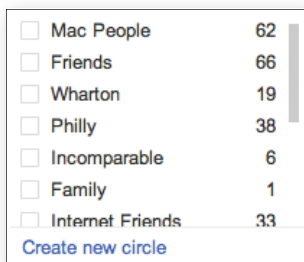 Mac People 62
Friends 66
Wharton 19
Philly 38
Incomparable 6
Family 1
Internet Friends 33
Create new circle